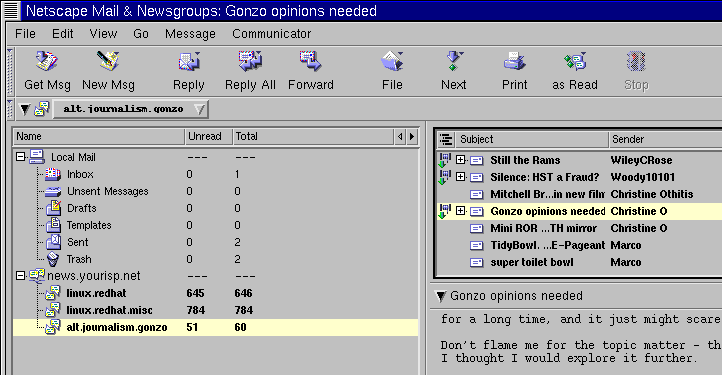 Netscape Mail & Newsgroups: Gonzo opinions needed
File Edit View Go Message Communicator
Get Msg New Msg Reply Reply All Forward File Next Print as Read Stop
alt.journalism.gonzo
Name Unread Total
Local Mail --- ---
Inbox 0 1
Unsent Messages 0 0
Drafts 0 0
Templates 0 0
Sent 0 2
Trash 0 2
news.yourisp.net --- ---
linux.redhat 645 646
linux.redhat.misc 784 784
alt.journalism.gonzo 51 60
Subject Sender
Still the Rams WileyCRose
Silence: HST a Fraud? Woody10101
Mitchell Br...in new film Christine Othitis
Gonzo opinions needed Christine O
Mini ROR ...TH mirror Christine O
TidyBowl. ...E-Pageant Marco
super toilet bowl Marco
Gonzo opinions needed
for a long time, and it just might scare
Don't flame me for the topic matter - th
I thought I would explore it further.